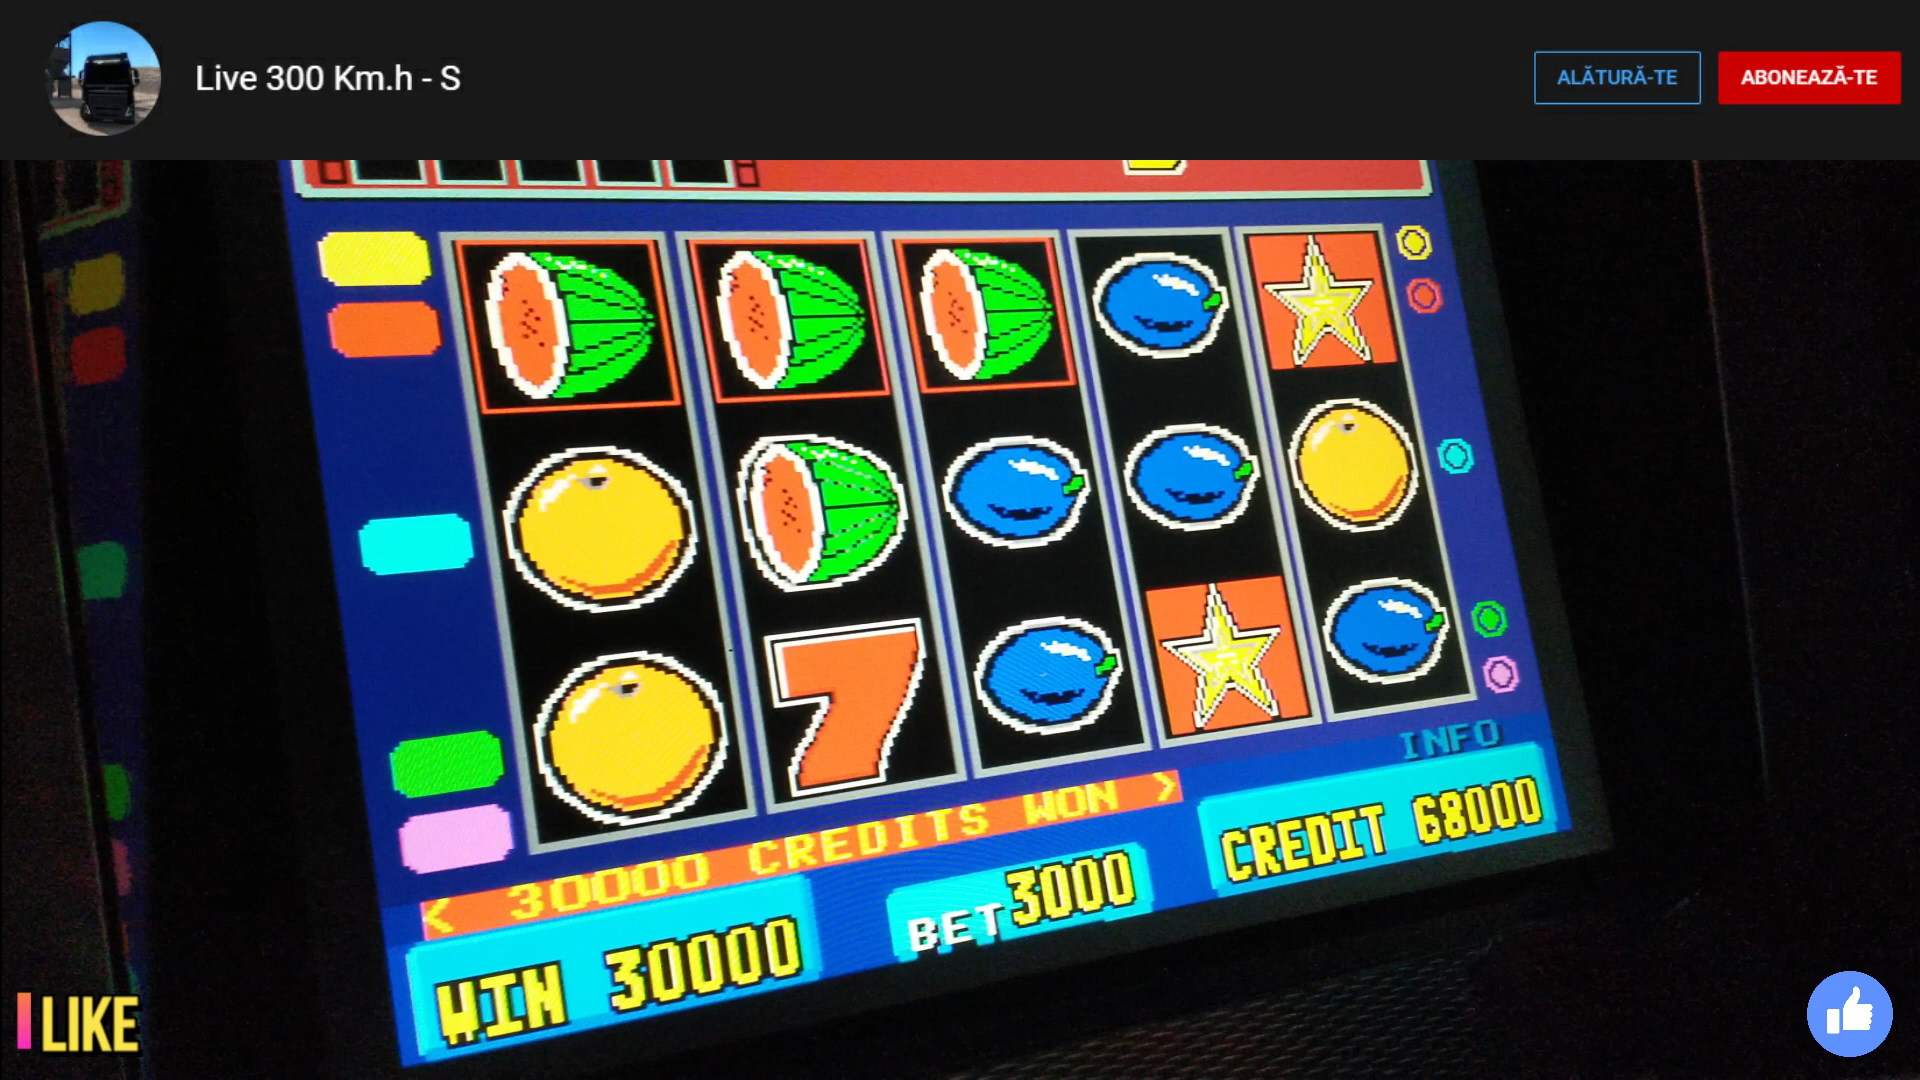 Live 300 Km.h - S
ALĂTURĂ-TE
ABONEAZĂ-TE
INFO
< 30000 CREDITS WON >
WIN 30000
BET 3000
CREDIT 68000
LIKE